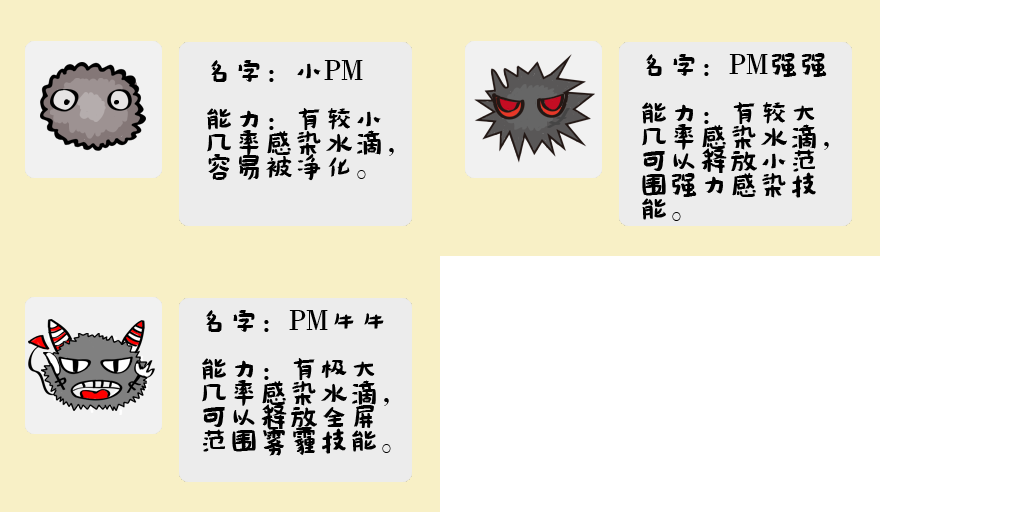 名字：小PM
能力：有较小
几率感染水滴，
容易被净化。
名字：PM强强
能力：有较大
几率感染水滴，
可以释放小范
围强力感染技
能。
名字：PM牛牛
能力：有极大
几率感染水滴，
可以释放全屏
范围雾霾技能。